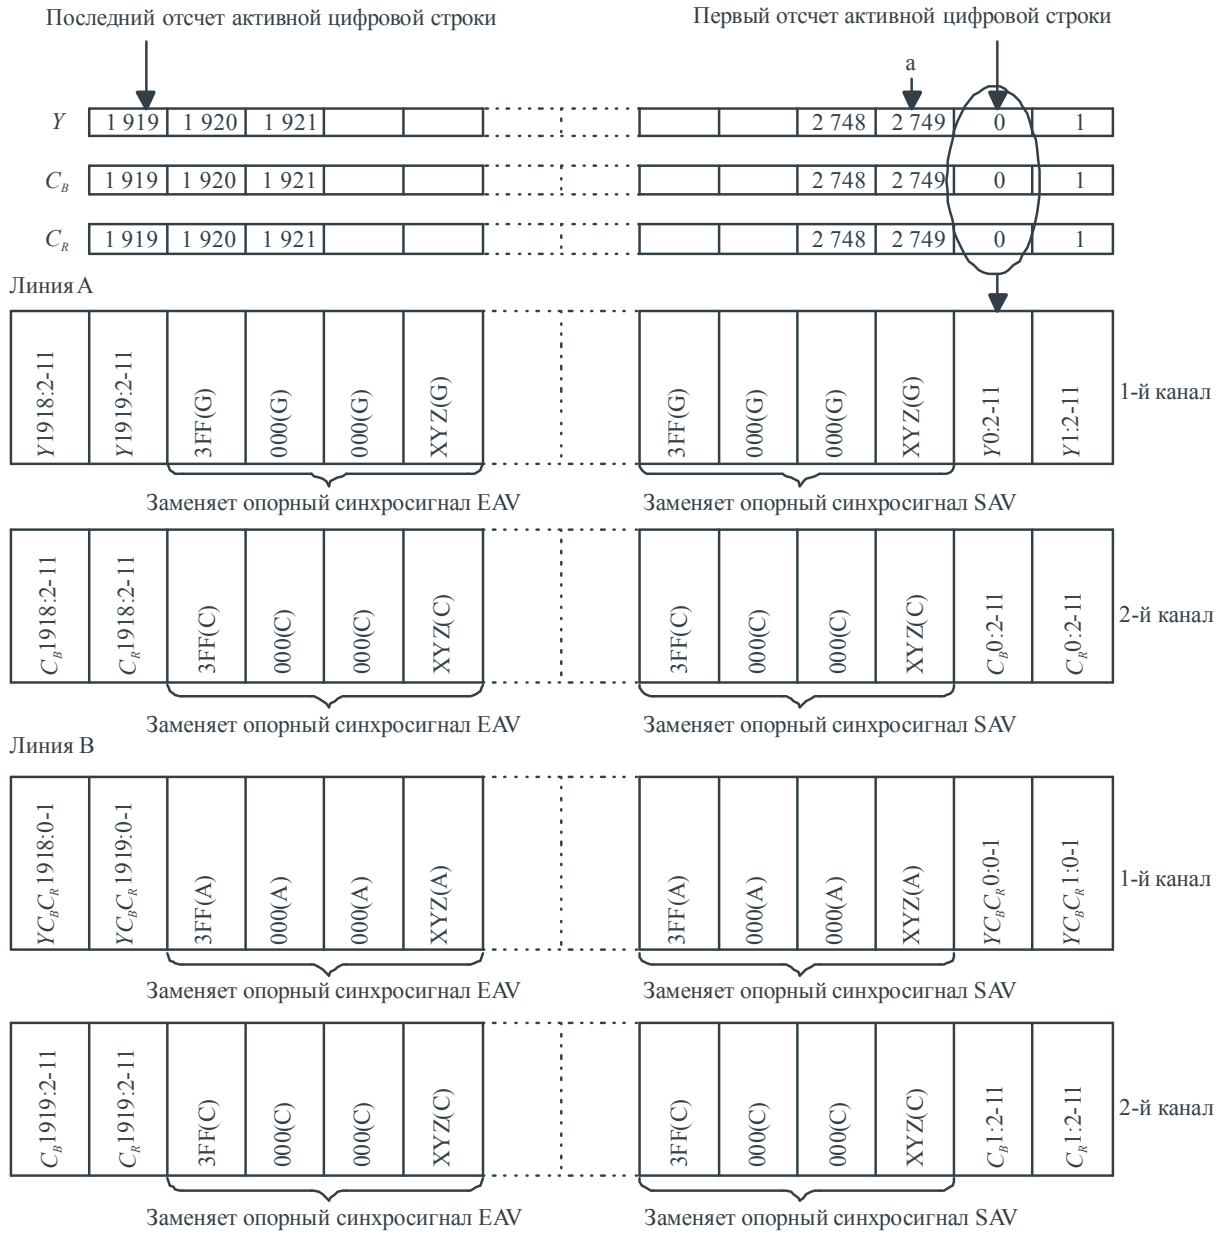 Последний отсчет активной цифровой строки
Первый отсчет активной цифровой строки
a
Y 1 919 1 920 1 921 2 748 2 749 0 1
C_B 1 919 1 920 1 921 2 748 2 749 0 1
C_R 1 919 1 920 1 921 2 748 2 749 0 1
Линия A
Y1918:2-11 Y1919:2-11 3FF(G) 000(G) 000(G) XYZ(G) 3FF(G) 000(G) 000(G) XYZ(G) Y0:2-11 Y1:2-11 1-й канал
Заменяет опорный синхросигнал EAV Заменяет опорный синхросигнал SAV
C_B1918:2-11 C_R1918:2-11 3FF(C) 000(C) 000(C) XYZ(C) 3FF(C) 000(C) 000(C) XYZ(C) C_B0:2-11 C_R0:2-11 2-й канал
Заменяет опорный синхросигнал EAV Заменяет опорный синхросигнал SAV
Линия B
YC_BC_R1918:0-1 YC_BC_R1919:0-1 3FF(A) 000(A) 000(A) XYZ(A) 3FF(A) 000(A) 000(A) XYZ(A) YC_BC_R0:0-1 YC_BC_R1:0-1 1-й канал
Заменяет опорный синхросигнал EAV Заменяет опорный синхросигнал SAV
C_B1919:2-11 C_R1919:2-11 3FF(C) 000(C) 000(C) XYZ(C) 3FF(C) 000(C) 000(C) XYZ(C) C_B1:2-11 C_R1:2-11 2-й канал
Заменяет опорный синхросигнал EAV Заменяет опорный синхросигнал SAV